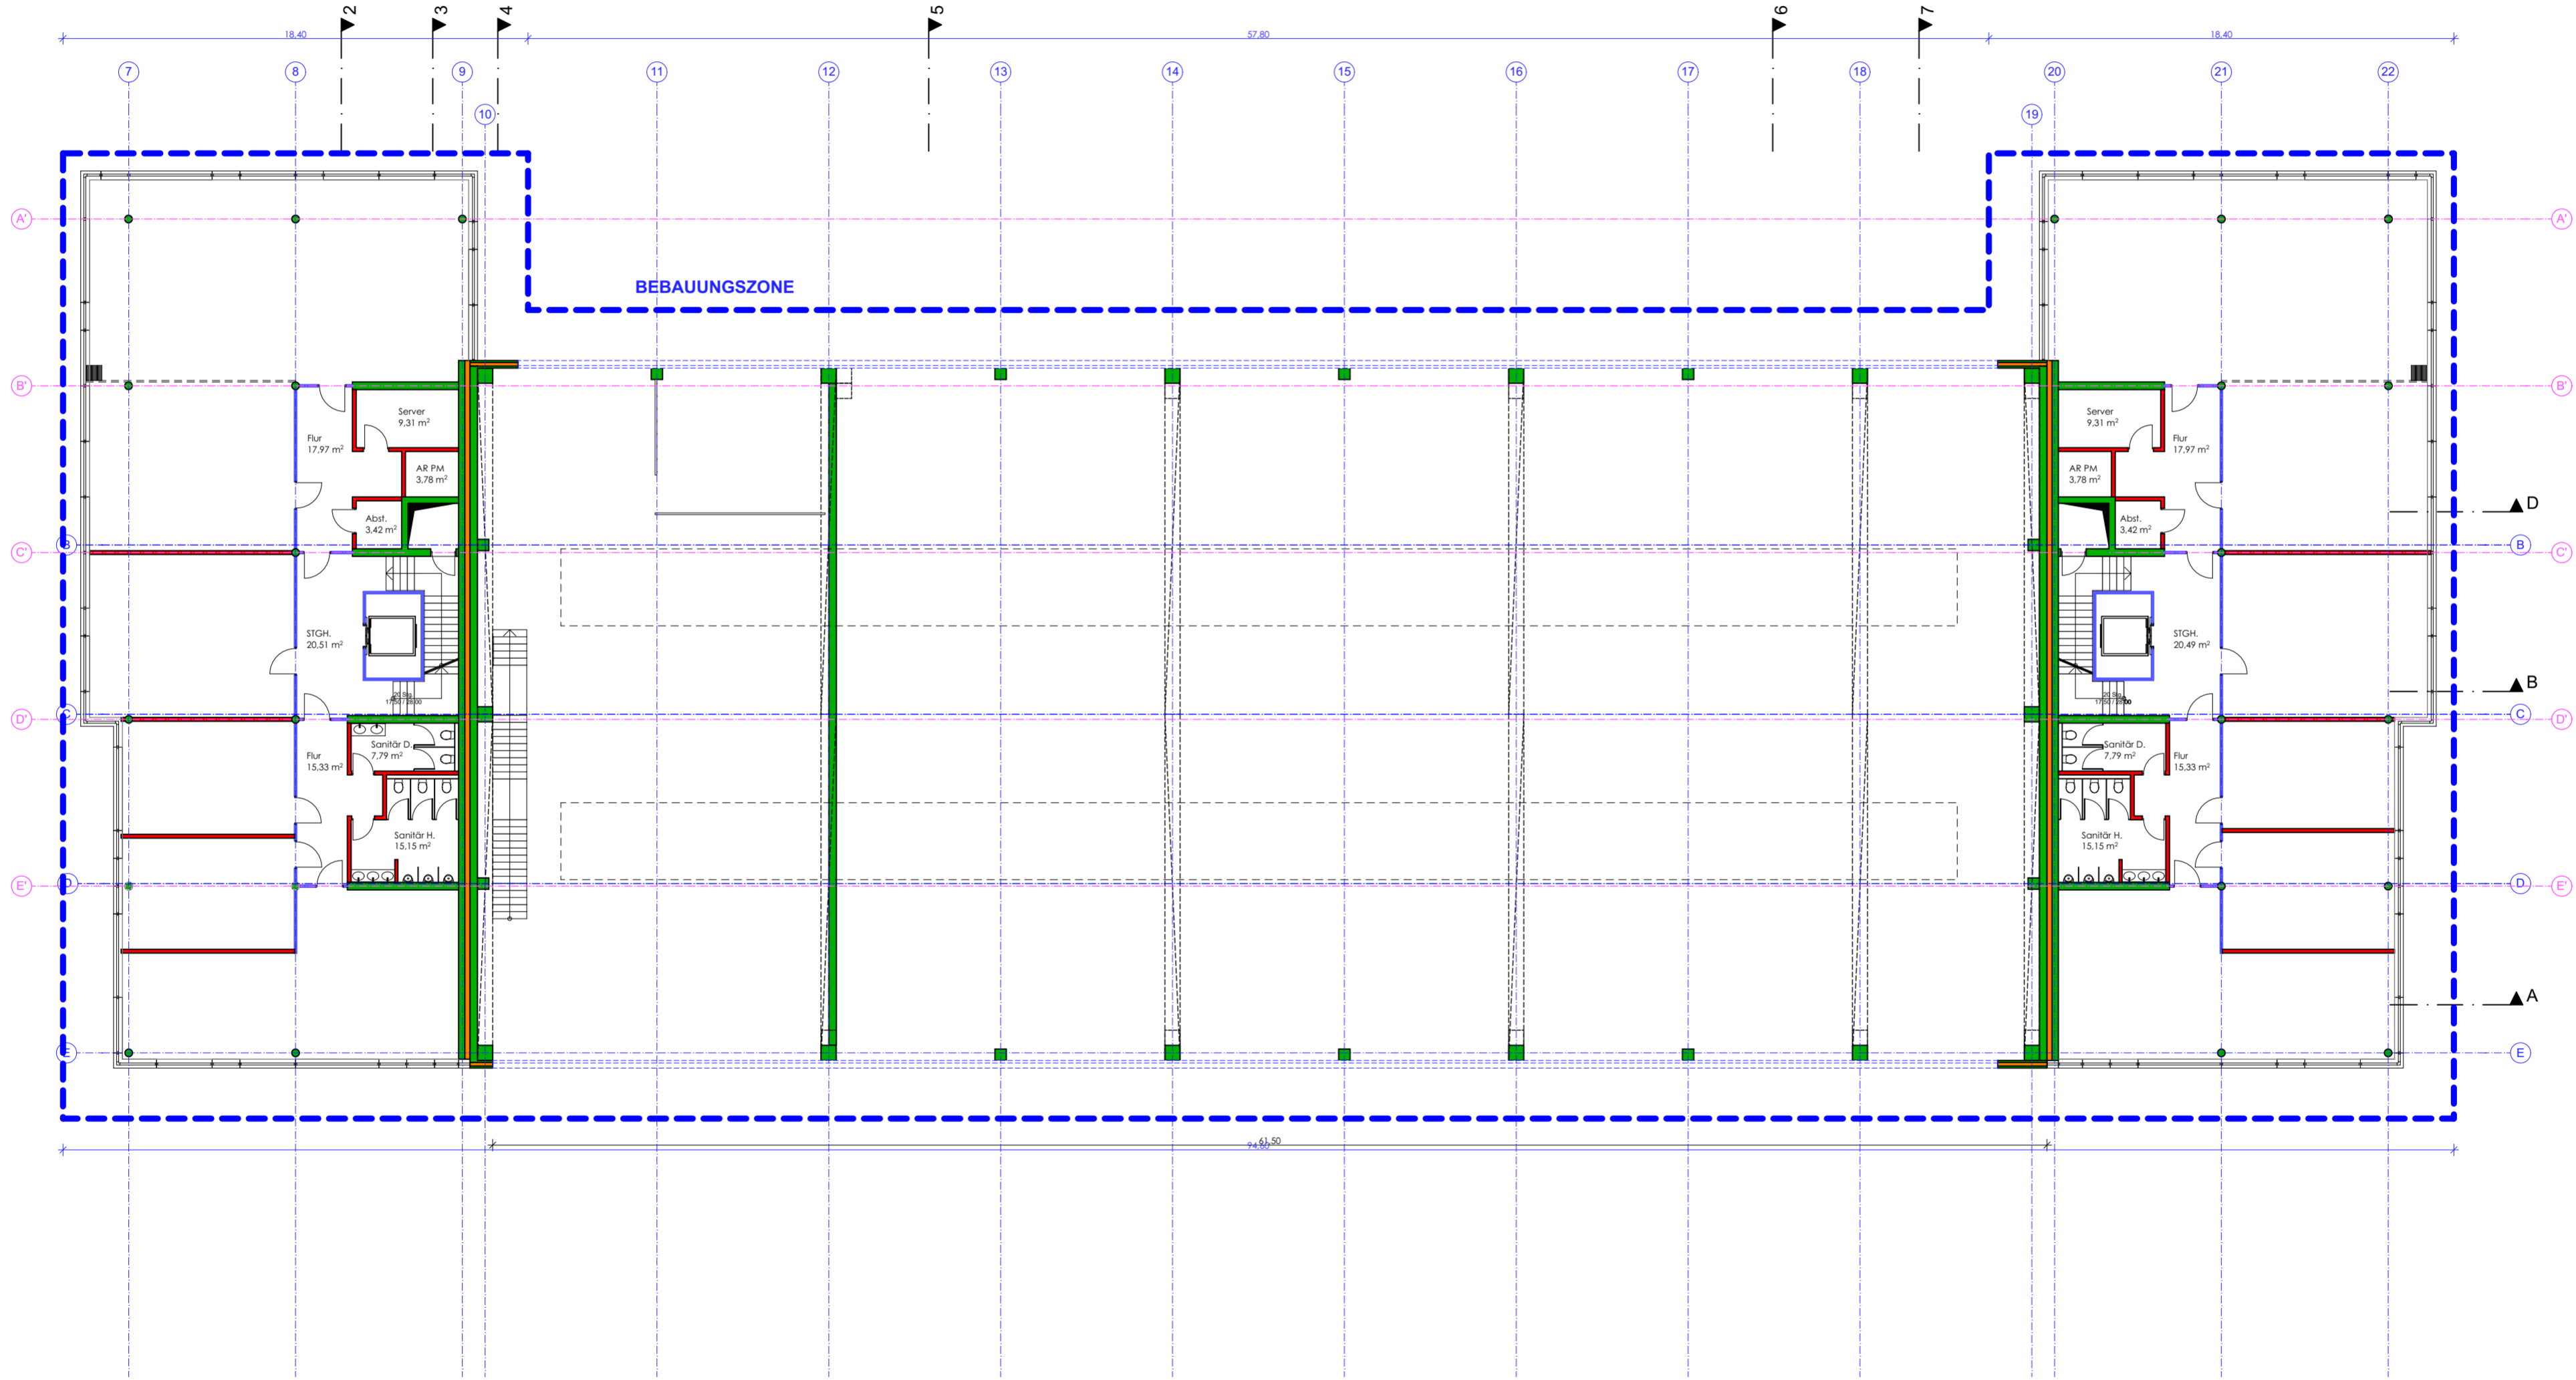 2
3
4
5
6
7
18,40
57,80
18,40
7
8
9
11
12
13
14
15
16
17
18
20
21
22
10
19
A'
A'
BEBAUUNGSZONE
B'
B'
Server
9,31 m²
Server
9,31 m²
Flur
17,97 m²
Flur
17,97 m²
AR PM
3,78 m²
AR PM
3,78 m²
D
Abst.
3,42 m²
Abst.
3,42 m²
B
B
C'
C'
STGH.
20,51 m²
STGH.
20,49 m²
B
C
C
D'
D'
Sanitär D.
7,79 m²
Sanitär D.
7,79 m²
Flur
15,33 m²
Flur
15,33 m²
Sanitär H.
15,15 m²
Sanitär H.
15,15 m²
D
D
E'
E'
A
E
E
61,50
94,60